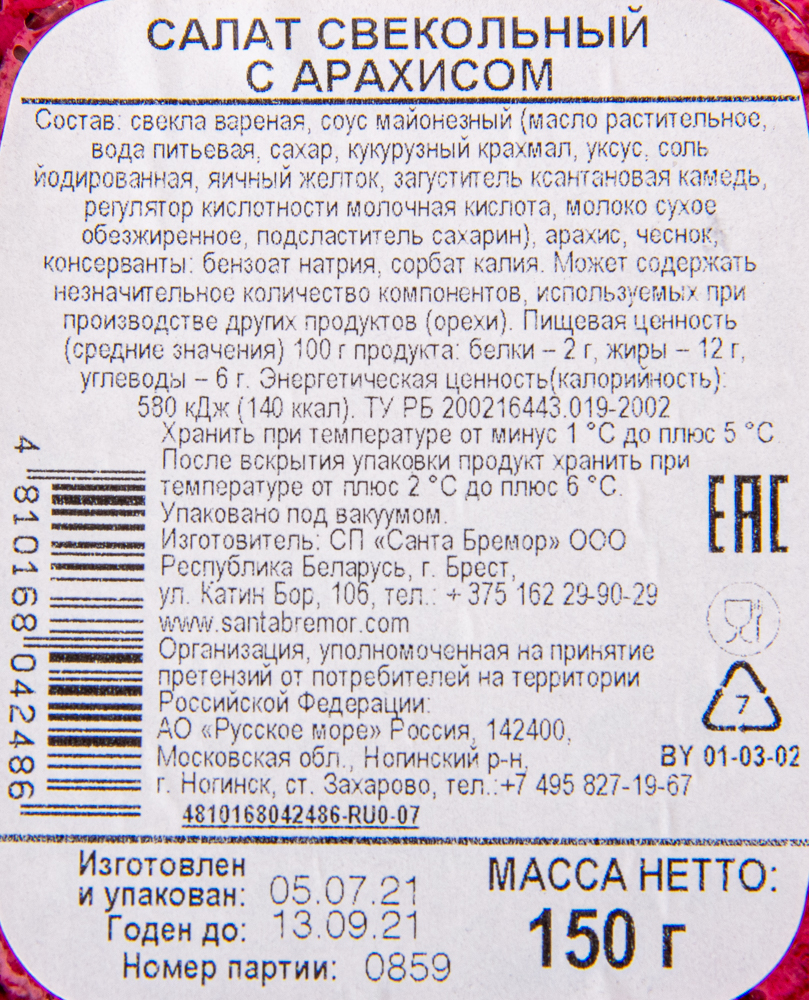 САЛАТ СВЕКОЛЬНЫЙ
С АРАХИСОМ
Состав: свекла вареная, соус майонезный (масло растительное,
вода питьевая, сахар, кукурузный крахмал, уксус, соль
йодированная, яичный желток, загуститель ксантановая камедь,
регулятор кислотности молочная кислота, молоко сухое
обезжиренное, подсластитель сахарин), арахис, чеснок,
консерванты: бензоат натрия, сорбат калия. Может содержать
незначительное количество компонентов, используемых при
производстве других продуктов (орехи). Пищевая ценность
(средние значения) 100 г продукта: белки – 2 г, жиры – 12 г,
углеводы – 6 г. Энергетическая ценность(калорийность):
580 кДж (140 ккал). ТУ РБ 200216443.019-2002
Хранить при температуре от минус 1 °С до плюс 5 °С
После вскрытия упаковки продукт хранить при
температуре от плюс 2 °С до плюс 6 °С.
Упаковано под вакуумом.
Изготовитель: СП «Санта Бремор» ООО
Республика Беларусь, г. Брест,
ул. Катин Бор, 106, тел.: + 375 162 29-90-29
www.santabremor.com
Организация, уполномоченная на принятие
претензий от потребителей на территории
Российской Федерации:
АО «Русское море» Россия, 142400,
Московская обл., Ногинский р-н,
г. Ногинск, ст. Захарово, тел.:+7 495 827-19-67
4810168042486-RU0-07
4 810168 042486
EAC
7
BY 01-03-02
Изготовлен
и упакован: 05.07.21
Годен до: 13.09.21
Номер партии: 0859
МАССА НЕТТО:
150 г